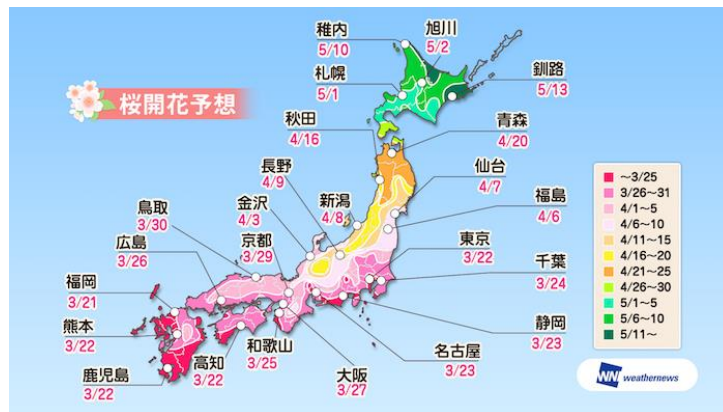 桜開花予想
稚内
5/10
旭川
5/2
札幌
5/1
釧路
5/13
秋田
4/16
青森
4/20
長野
4/9
仙台
4/7
新潟
4/8
福島
4/6
金沢
4/3
鳥取
3/30
京都
3/29
東京
3/22
広島
3/26
千葉
3/24
福岡
3/21
静岡
3/23
熊本
3/22
和歌山
3/25
名古屋
3/23
高知
3/22
大阪
3/27
鹿児島
3/22
~3/25
3/26~31
4/1~5
4/6~10
4/11~15
4/16~20
4/21~25
4/26~30
5/1~5
5/6~10
5/11~
WNI weathernews